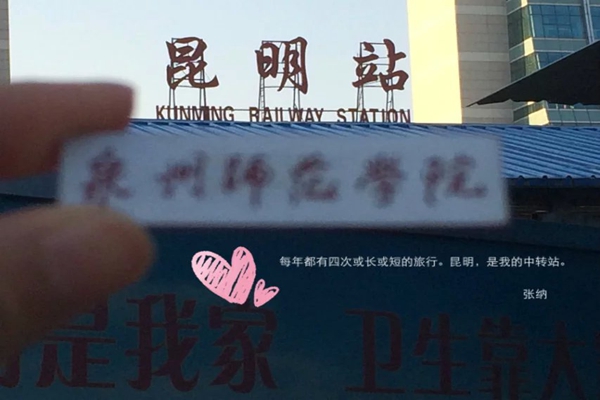 昆明站
KUNMING RAILWAY STATION
泉州师范学院
每年都有四次或长或短的旅行。昆明，是我的中转站。
张纳
是我家 卫生靠大